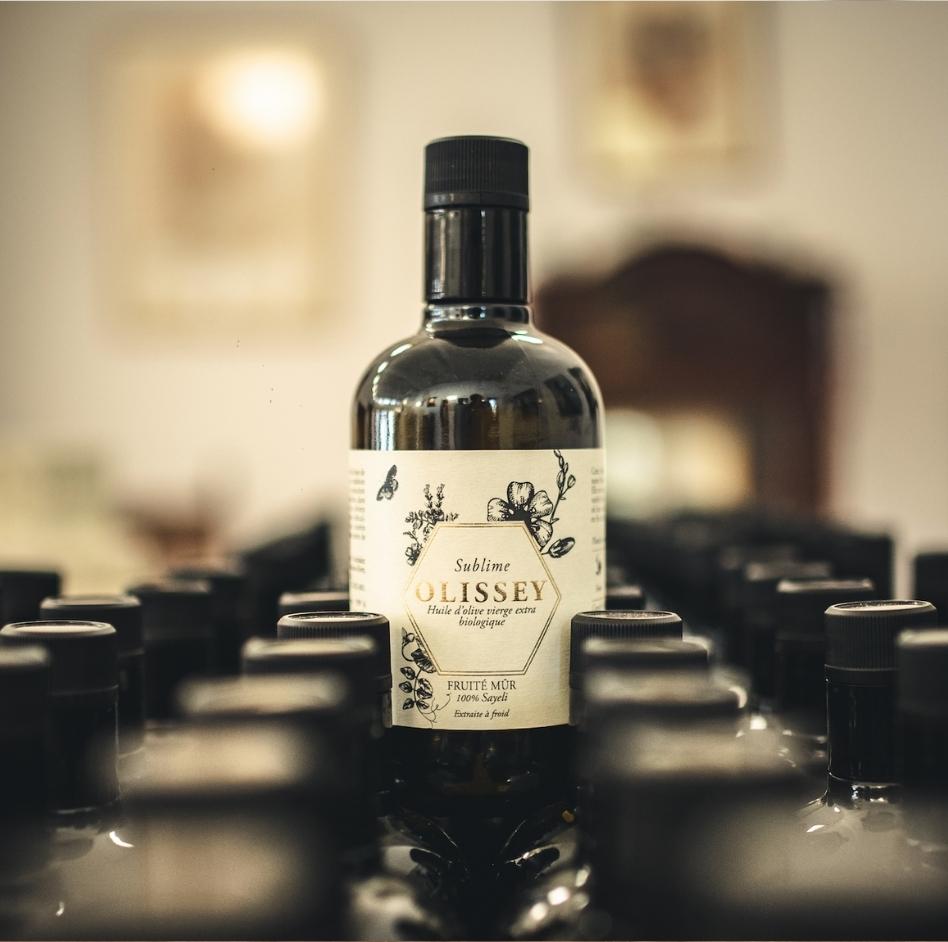 Sublime
OLISSEY
Huile d'olive vierge extra
biologique
FRUITÉ MÛR
100% Sayeli
Extraite à froid